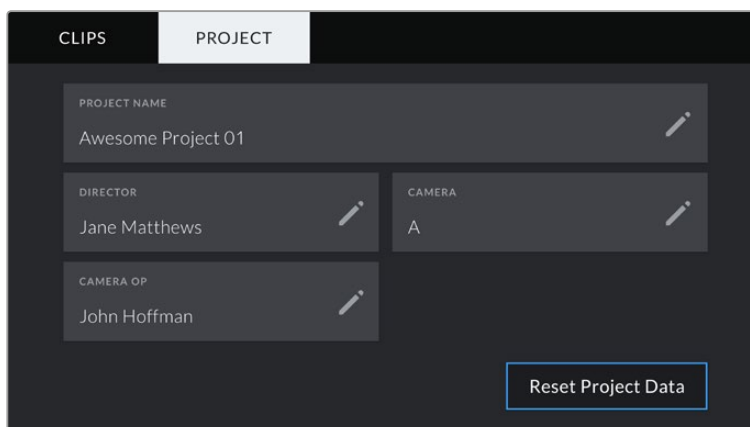 CLIPS PROJECT
PROJECT NAME
Awesome Project 01
DIRECTOR
Jane Matthews
CAMERA
A
CAMERA OP
John Hoffman
Reset Project Data